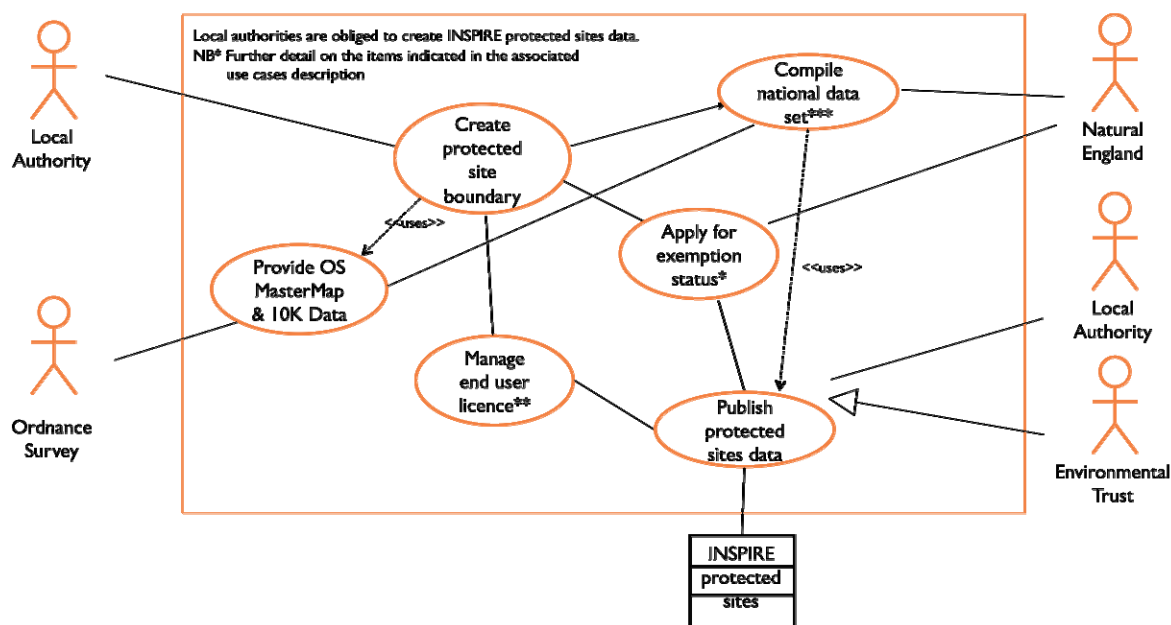 Local authorities are obliged to create INSPIRE protected sites data.
NB* Further detail on the items indicated in the associated
use cases description
Local
Authority
Create
protected
site
boundary
Compile
national data
set***
Natural
England
<<uses>>
Provide OS
MasterMap
& 10K Data
Apply for
exemption
status*
<<uses>>
Local
Authority
Ordnance
Survey
Manage
end user
licence**
Publish
protected
sites data
Environmental
Trust
INSPIRE
protected
sites